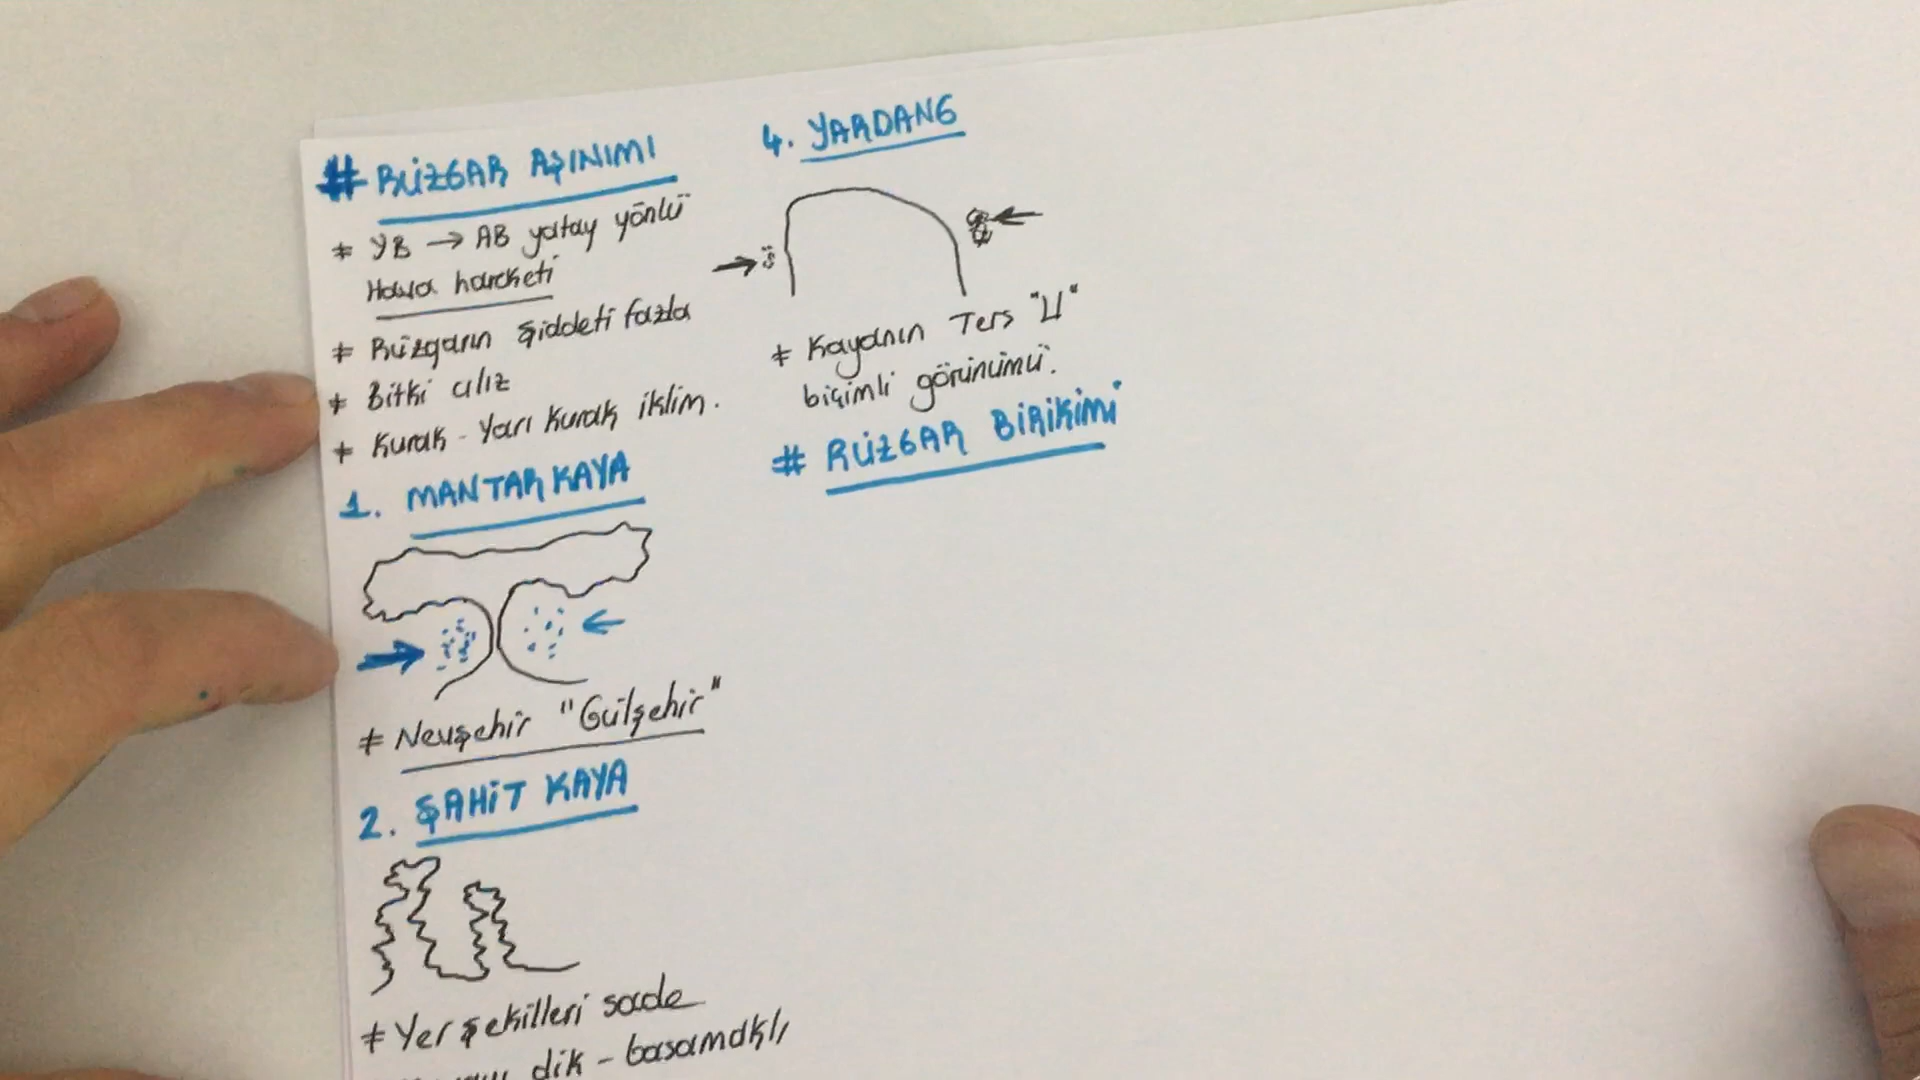 # RÜZGAR AŞINIMI
* YB → AB yatay yönlü
Hava hareketi
* Rüzgarın şiddeti fazla
* Bitki cılız
* Kurak - Yarı Kurak iklim.
1. MANTARKAYA
* Nevşehir "Gülşehir"
2. ŞAHİT KAYA
* Yer şekilleri sade
dik - basamaklı
4. YARDANG
* Kayanın Ters "U"
biçimli görünümü.
# RÜZGAR BİRİKİMİ